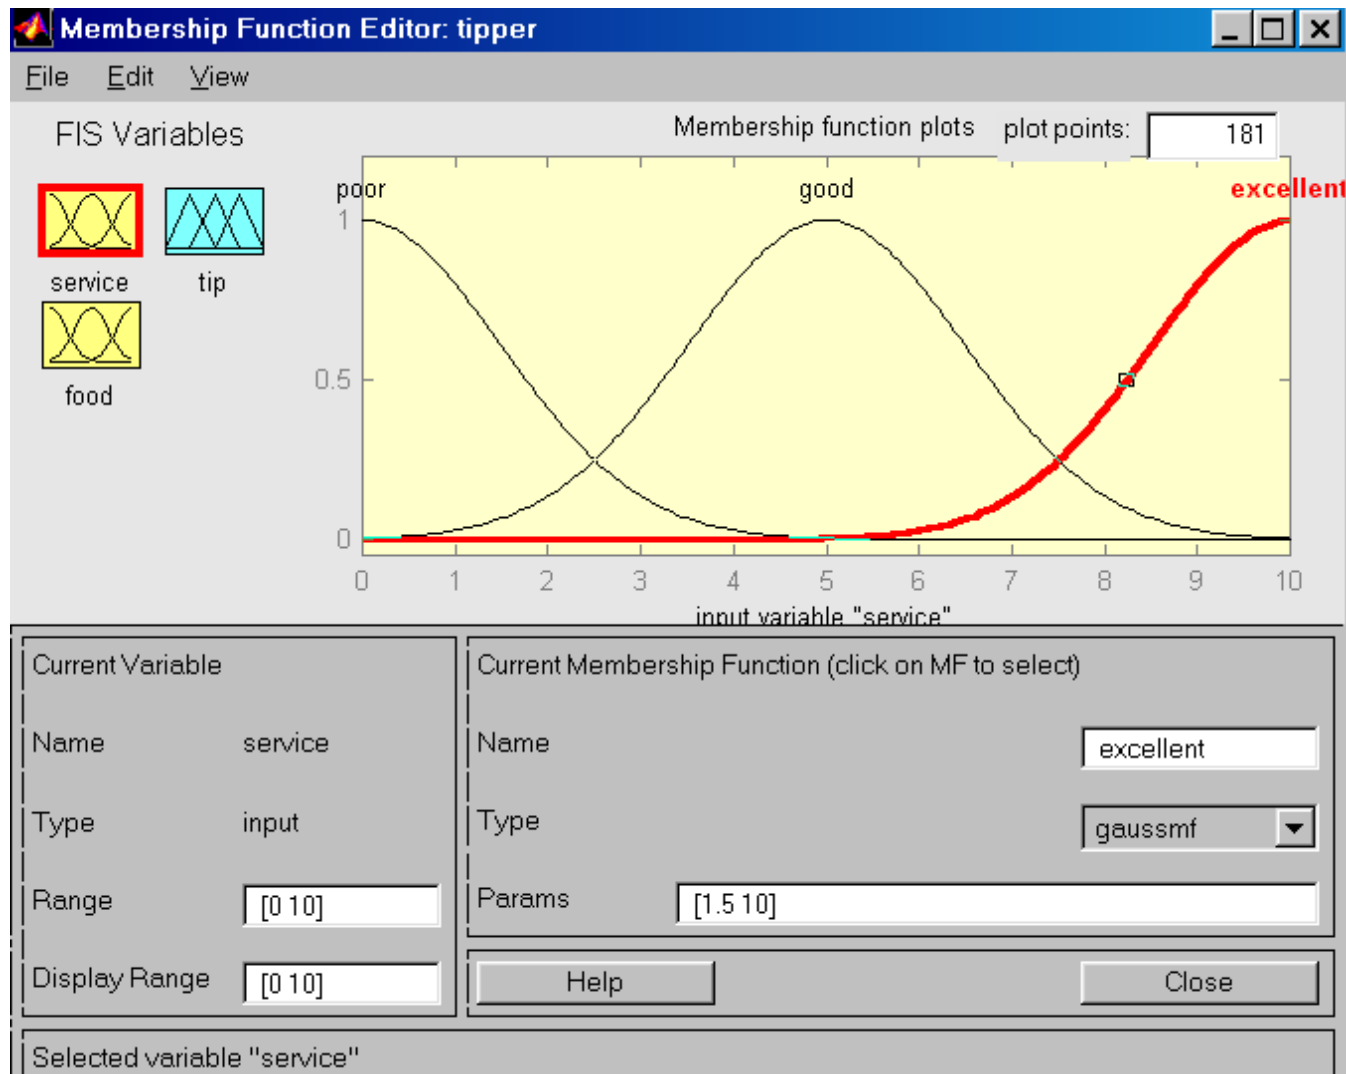 Membership Function Editor: tipper
File Edit View
FIS Variables
Membership function plots plot points: 181
service
tip
food
poor good excellent
1
0.5
0
0 1 2 3 4 5 6 7 8 9 10
input variable "service"
Current Variable
Name service
Type input
Range [0 10]
Display Range [0 10]
Current Membership Function (click on MF to select)
Name excellent
Type gaussmf
Params [1.5 10]
Help Close
Selected variable "service"